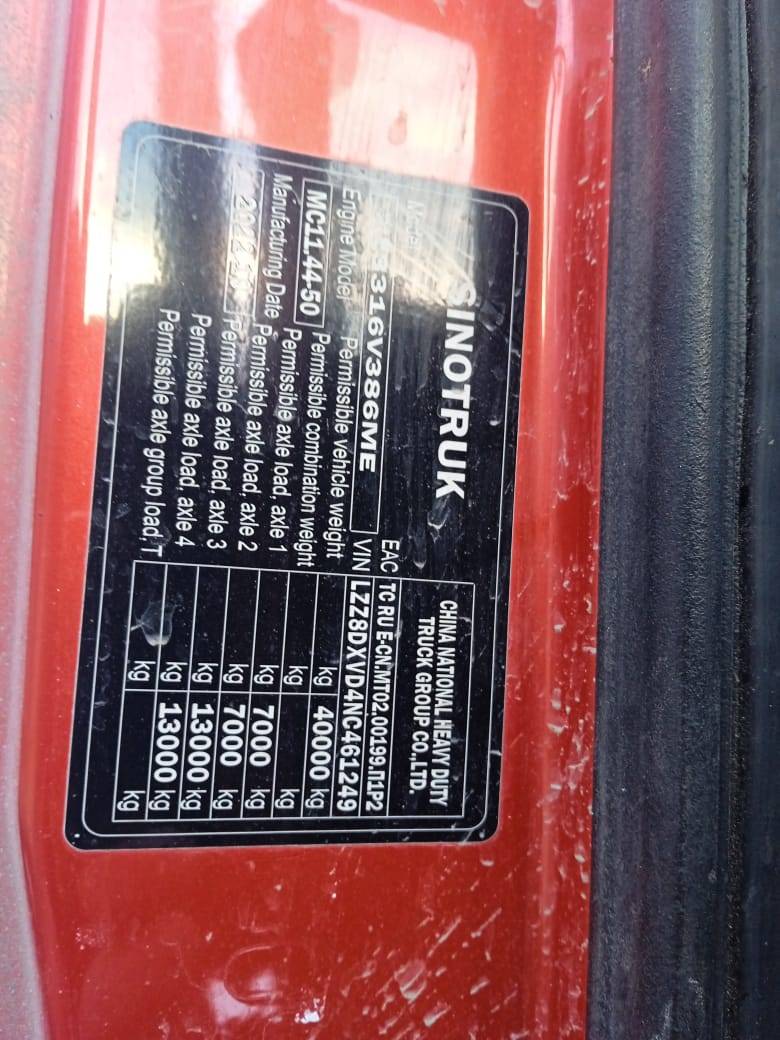 SINOTRUK
CHINA NATIONAL HEAVY DUTY
TRUCK GROUP CO.,LTD.
Model
316V386ME
EAC TC RU E-CN.MT02.00199.П1Р2
VIN LZZ8DXVD4NC461249
Engine Model
MC11.44-50
Manufacturing Date
Permissible vehicle weight kg 40000 kg
Permissible combination weight kg kg
Permissible axle load, axle 1 kg 7000 kg
Permissible axle load, axle 2 kg 7000 kg
Permissible axle load, axle 3 kg 13000 kg
Permissible axle load, axle 4 kg 13000 kg
Permissible axle group load,T kg kg